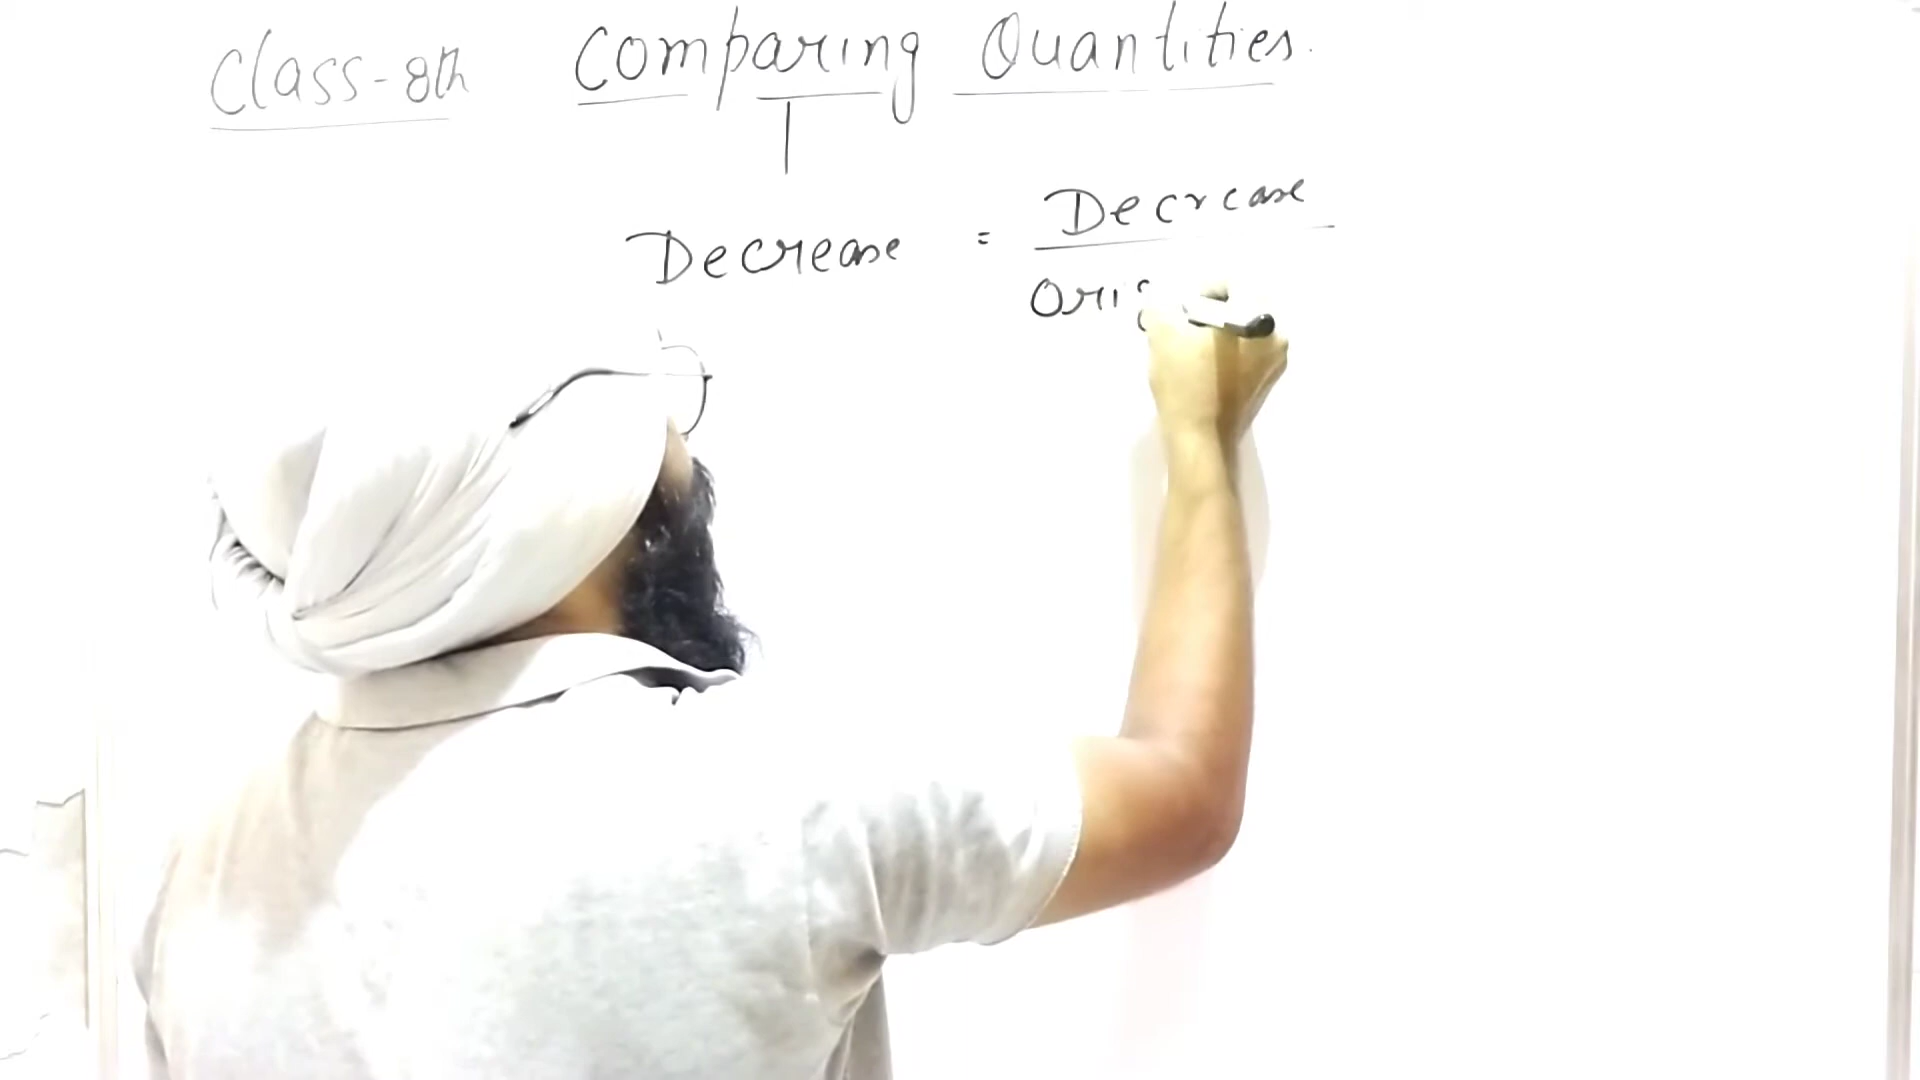 Class-8th Comparing Quantities.
Decrease = Decrease